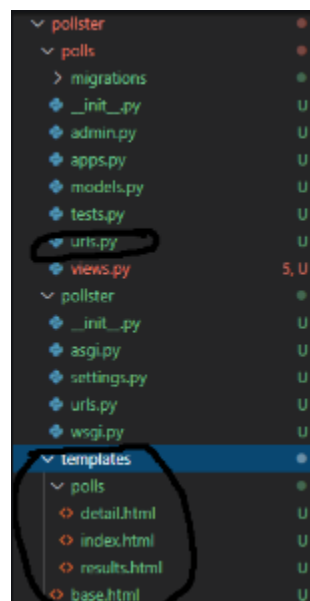 pollster
polls
migrations
__init__.py
admin.py
apps.py
models.py
U
tests.py
U
urls.py
U
views.py
5, U
pollster
__init__.py
U
asgi.py
U
settings.py
U
urls.py
U
wsgi.py
U
templates
polls
detail.html
U
index.html
U
results.html
U
base.html
U